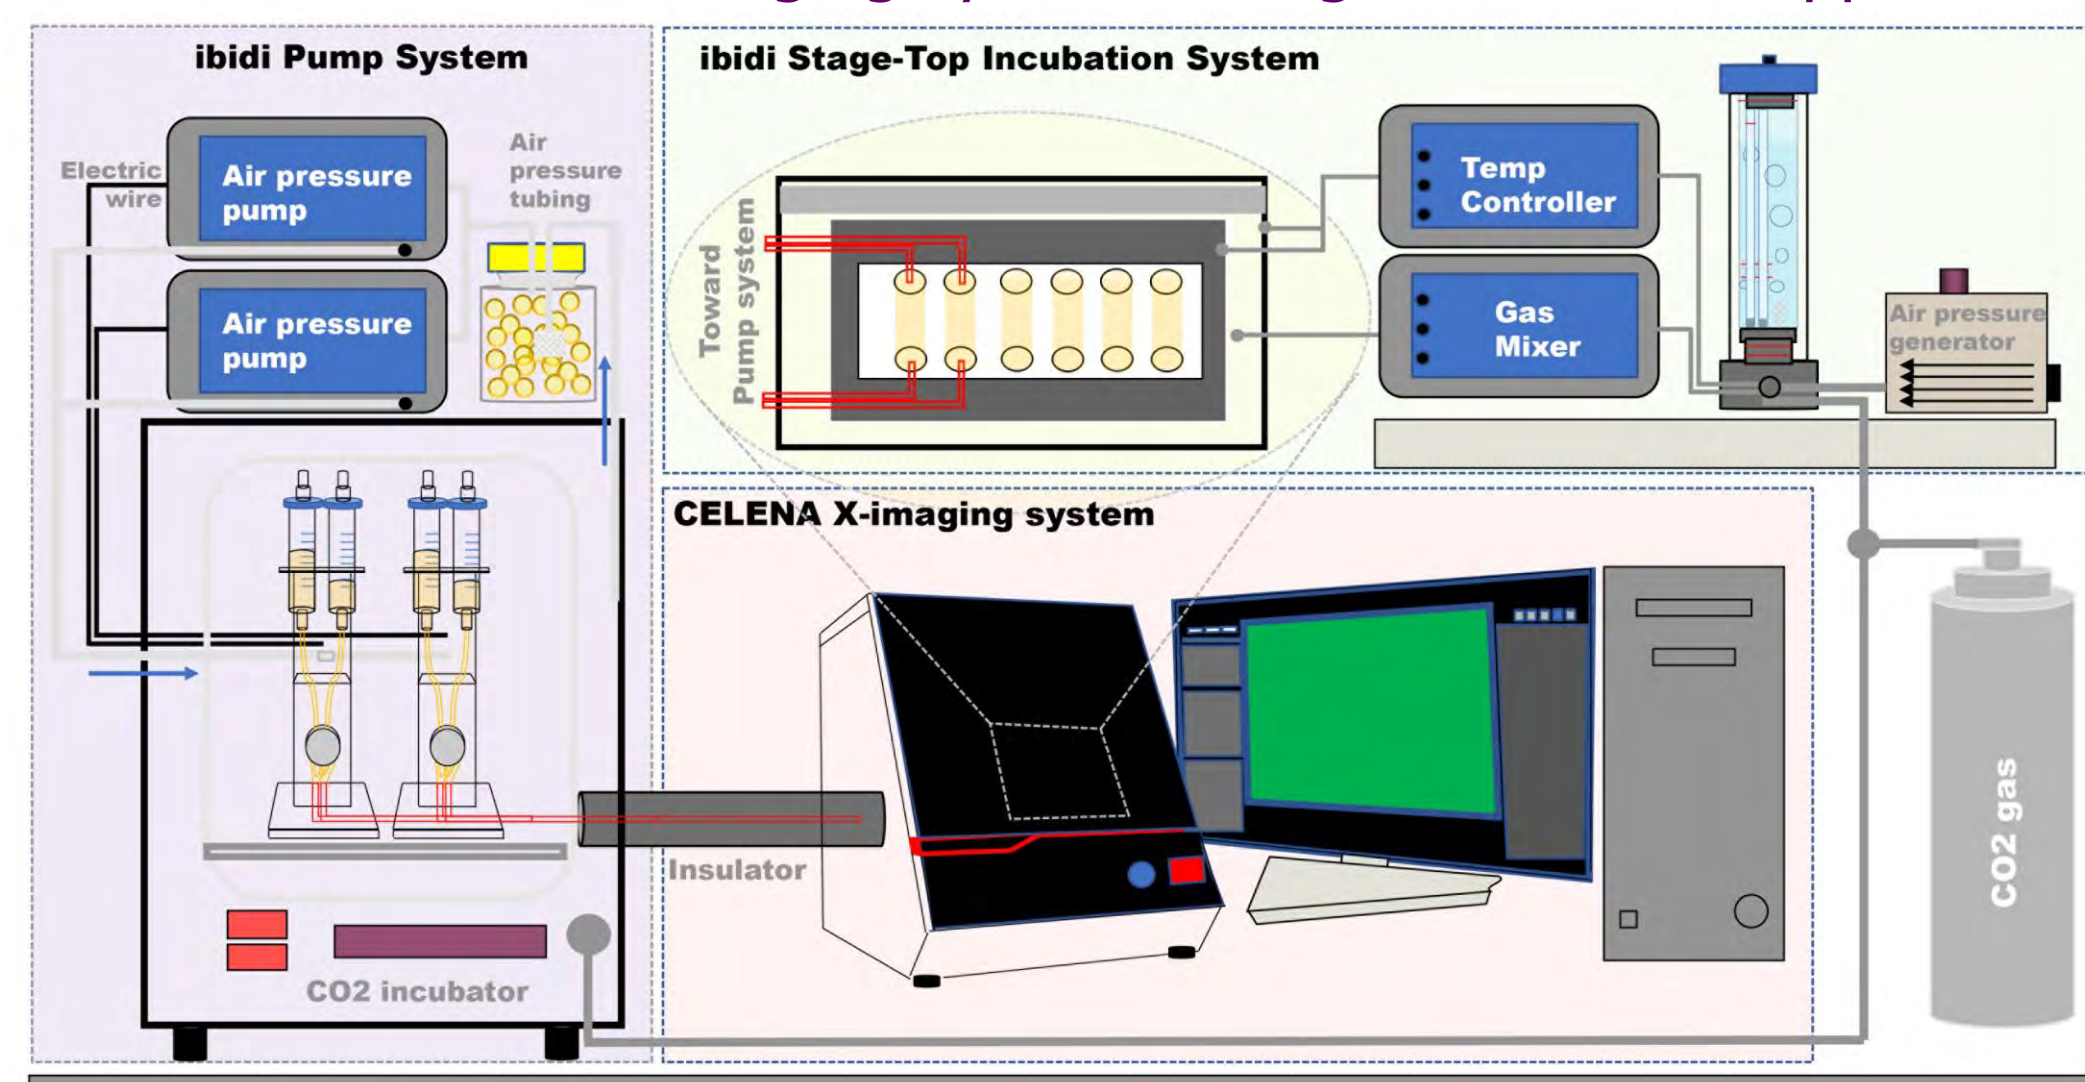 ibidi Pump System
Electric
wire
Air pressure
pump
Air
pressure
tubing
Air pressure
pump
CO2 incubator
Insulator
ibidi Stage-Top Incubation System
Toward
Pump system
Temp
Controller
Gas
Mixer
Air pressure
generator
CELENA X-imaging system
CO2 gas